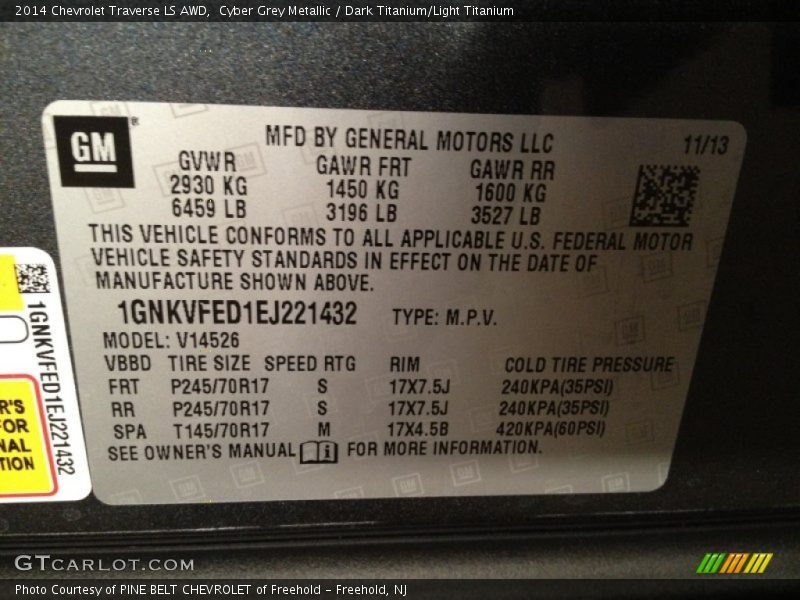 2014 Chevrolet Traverse LS AWD,  Cyber Grey Metallic / Dark Titanium/Light Titanium
GM®
MFD BY GENERAL MOTORS LLC 11/13
GVWR GAWR FRT GAWR RR
2930 KG 1450 KG 1600 KG
6459 LB 3196 LB 3527 LB
THIS VEHICLE CONFORMS TO ALL APPLICABLE U.S. FEDERAL MOTOR
VEHICLE SAFETY STANDARDS IN EFFECT ON THE DATE OF
MANUFACTURE SHOWN ABOVE.
1GNKVFED1EJ221432 TYPE: M.P.V.
MODEL: V14526
VBBD TIRE SIZE SPEED RTG RIM COLD TIRE PRESSURE
FRT P245/70R17 S 17X7.5J 240KPA(35PSI)
RR P245/70R17 S 17X7.5J 240KPA(35PSI)
SPA T145/70R17 M 17X4.5B 420KPA(60PSI)
SEE OWNER'S MANUAL i FOR MORE INFORMATION.
1GNKVFED1EJ221432
R'S
FOR
NAL
TION
GTCARLOT.COM
Photo Courtesy of PINE BELT CHEVROLET of Freehold - Freehold, NJ